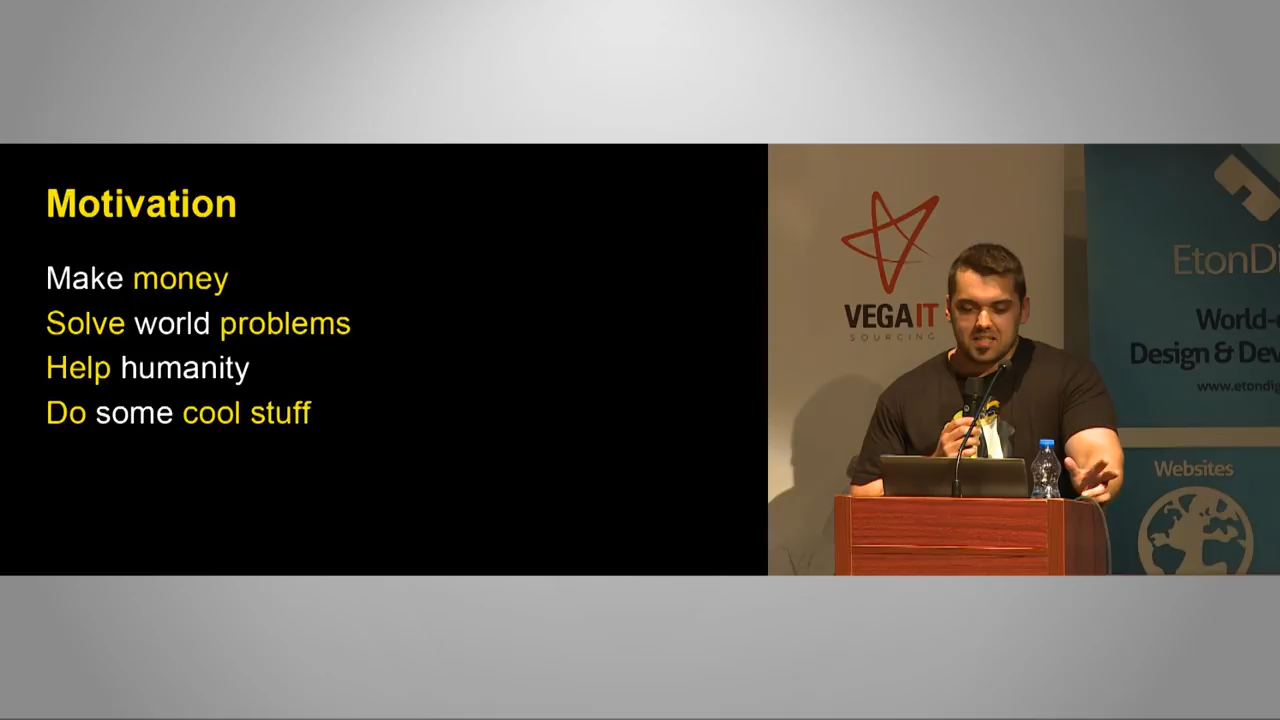 Motivation
Make money
Solve world problems
Help humanity
Do some cool stuff
VEGAIT
SOURCING
EtonDi
World-
Design & Dev
www.etondig
Websites